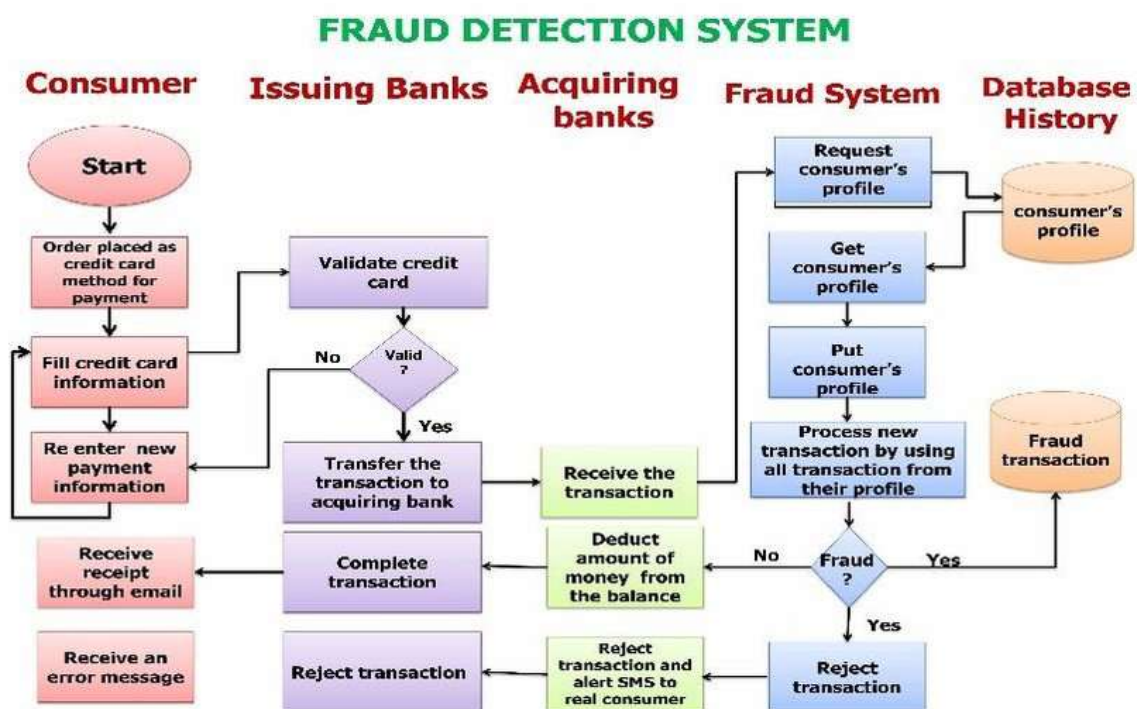 FRAUD DETECTION SYSTEM
Consumer
Issuing Banks
Acquiring
banks
Fraud System
Database
History
Start
Order placed as
credit card
method for
payment
Fill credit card
information
Re enter new
payment
information
Receive
receipt
through email
Receive an
error message
Validate credit
card
Valid
?
No
Yes
Transfer the
transaction to
acquiring bank
Complete
transaction
Reject transaction
Receive the
transaction
Deduct
amount of
money from
the balance
Reject
transaction and
alert SMS to
real consumer
Request
consumer's
profile
Get
consumer's
profile
Put
consumer's
profile
Process new
transaction by using
all transaction from
their profile
No
Fraud
?
Yes
Yes
Reject
transaction
consumer's
profile
Fraud
transaction